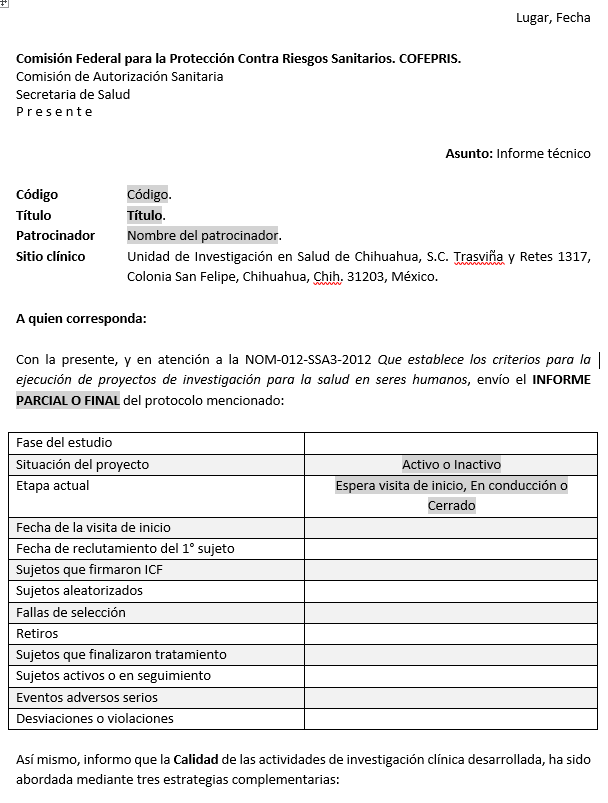 Lugar, Fecha
Comisión Federal para la Protección Contra Riesgos Sanitarios. COFEPRIS.
Comisión de Autorización Sanitaria
Secretaria de Salud
P r e s e n t e
Asunto: Informe técnico
Código Código.
Título Título.
Patrocinador Nombre del patrocinador.
Sitio clínico Unidad de Investigación en Salud de Chihuahua, S.C. Trasviña y Retes 1317,
Colonia San Felipe, Chihuahua, Chih. 31203, México.
A quien corresponda:
Con la presente, y en atención a la NOM-012-SSA3-2012 Que establece los criterios para la
ejecución de proyectos de investigación para la salud en seres humanos, envío el INFORME
PARCIAL O FINAL del protocolo mencionado:
Fase del estudio
Situación del proyecto Activo o Inactivo
Etapa actual Espera visita de inicio, En conducción o
Cerrado
Fecha de la visita de inicio
Fecha de reclutamiento del 1° sujeto
Sujetos que firmaron ICF
Sujetos aleatorizados
Fallas de selección
Retiros
Sujetos que finalizaron tratamiento
Sujetos activos o en seguimiento
Eventos adversos serios
Desviaciones o violaciones
Así mismo, informo que la Calidad de las actividades de investigación clínica desarrollada, ha sido
abordada mediante tres estrategias complementarias: